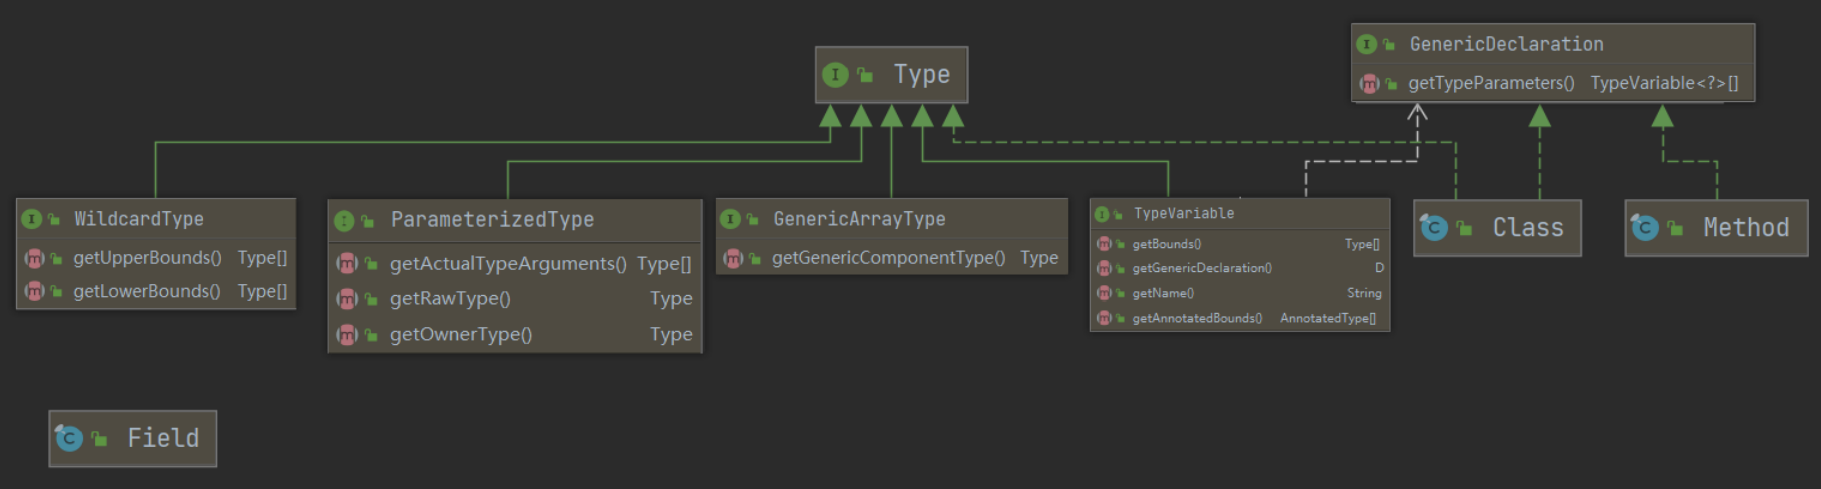 I Type
I GenericDeclaration
m getTypeParameters() TypeVariable<?>[]
I WildcardType
m getUpperBounds() Type[]
m getLowerBounds() Type[]
I ParameterizedType
m getActualTypeArguments() Type[]
m getRawType() Type
m getOwnerType() Type
I GenericArrayType
m getGenericComponentType() Type
I TypeVariable
m getBounds() Type[]
m getGenericDeclaration() D
m getName() String
m getAnnotatedBounds() AnnotatedType[]
C Class
C Method
C Field